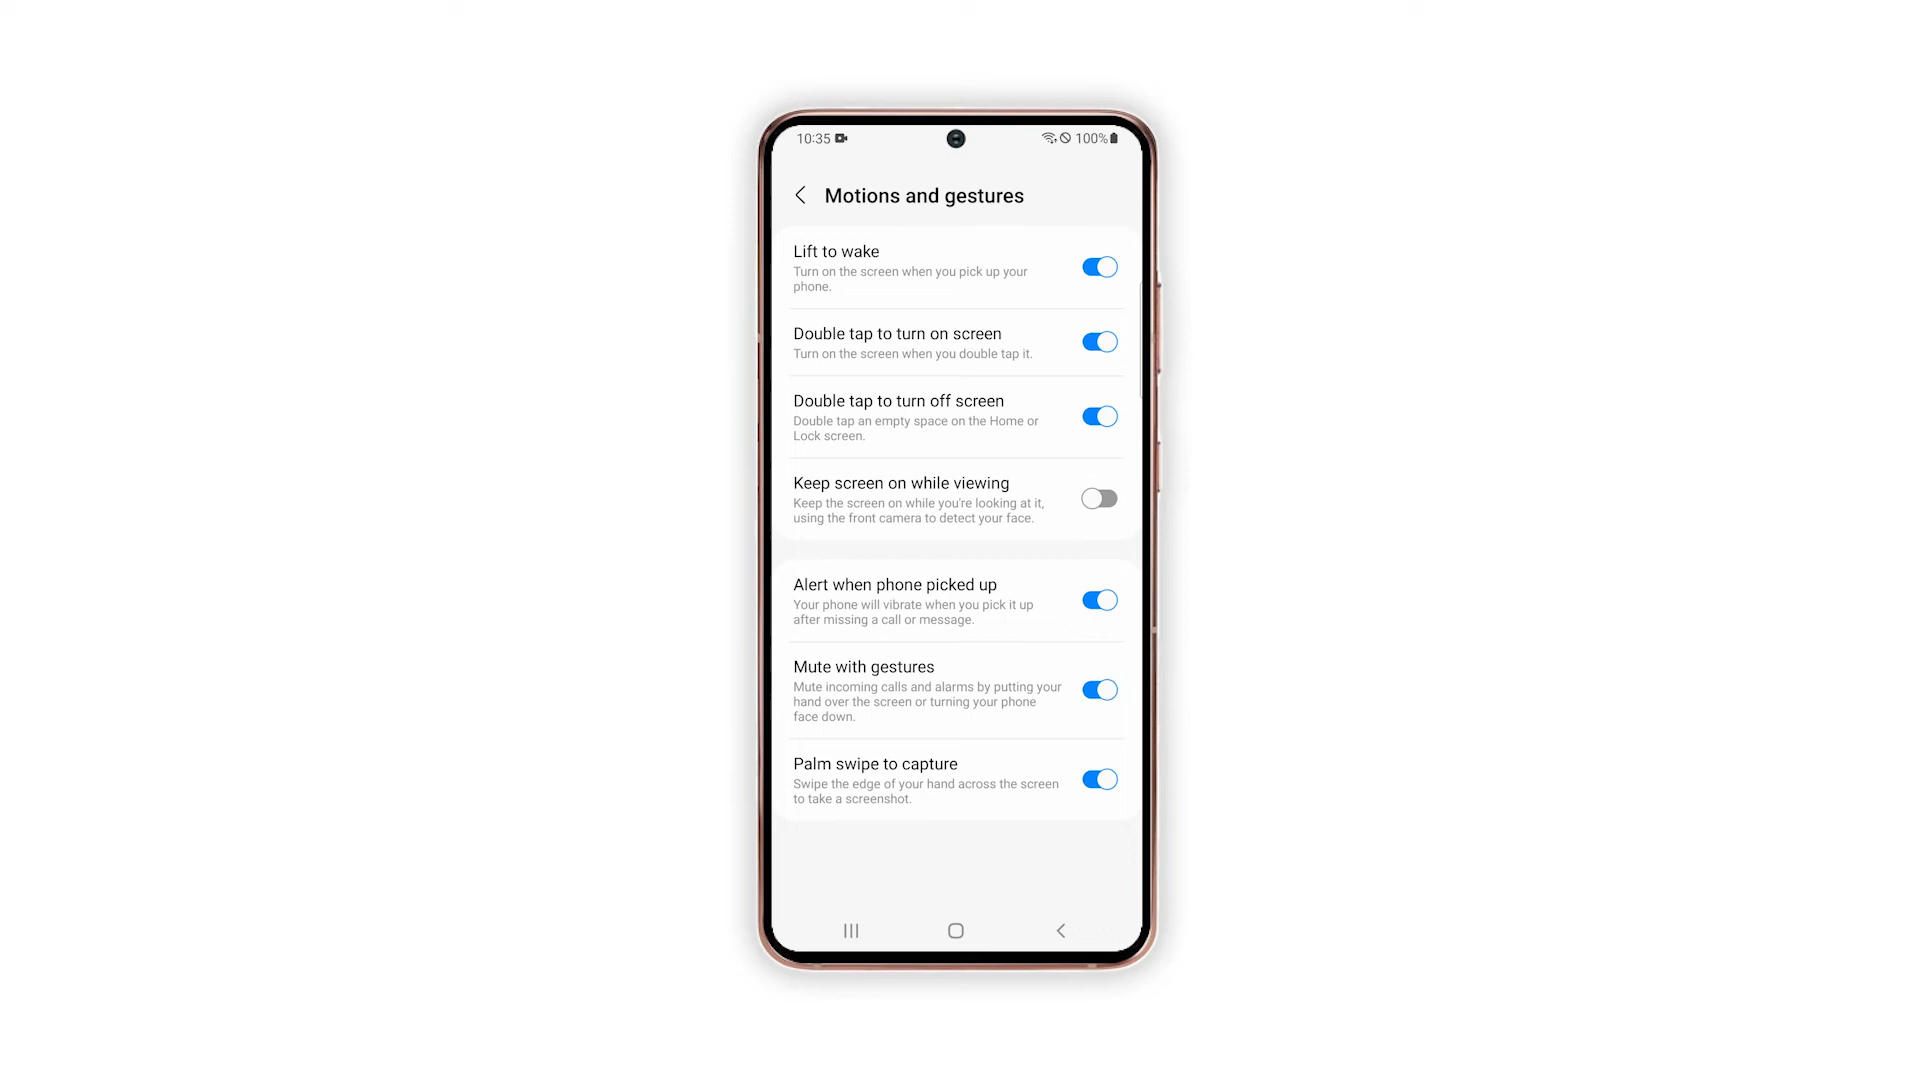 10:35 100%
Motions and gestures
Lift to wake
Turn on the screen when you pick up your
phone.
Double tap to turn on screen
Turn on the screen when you double tap it.
Double tap to turn off screen
Double tap an empty space on the Home or
Lock screen.
Keep screen on while viewing
Keep the screen on while you're looking at it,
using the front camera to detect your face.
Alert when phone picked up
Your phone will vibrate when you pick it up
after missing a call or message.
Mute with gestures
Mute incoming calls and alarms by putting your
hand over the screen or turning your phone
face down.
Palm swipe to capture
Swipe the edge of your hand across the screen
to take a screenshot.